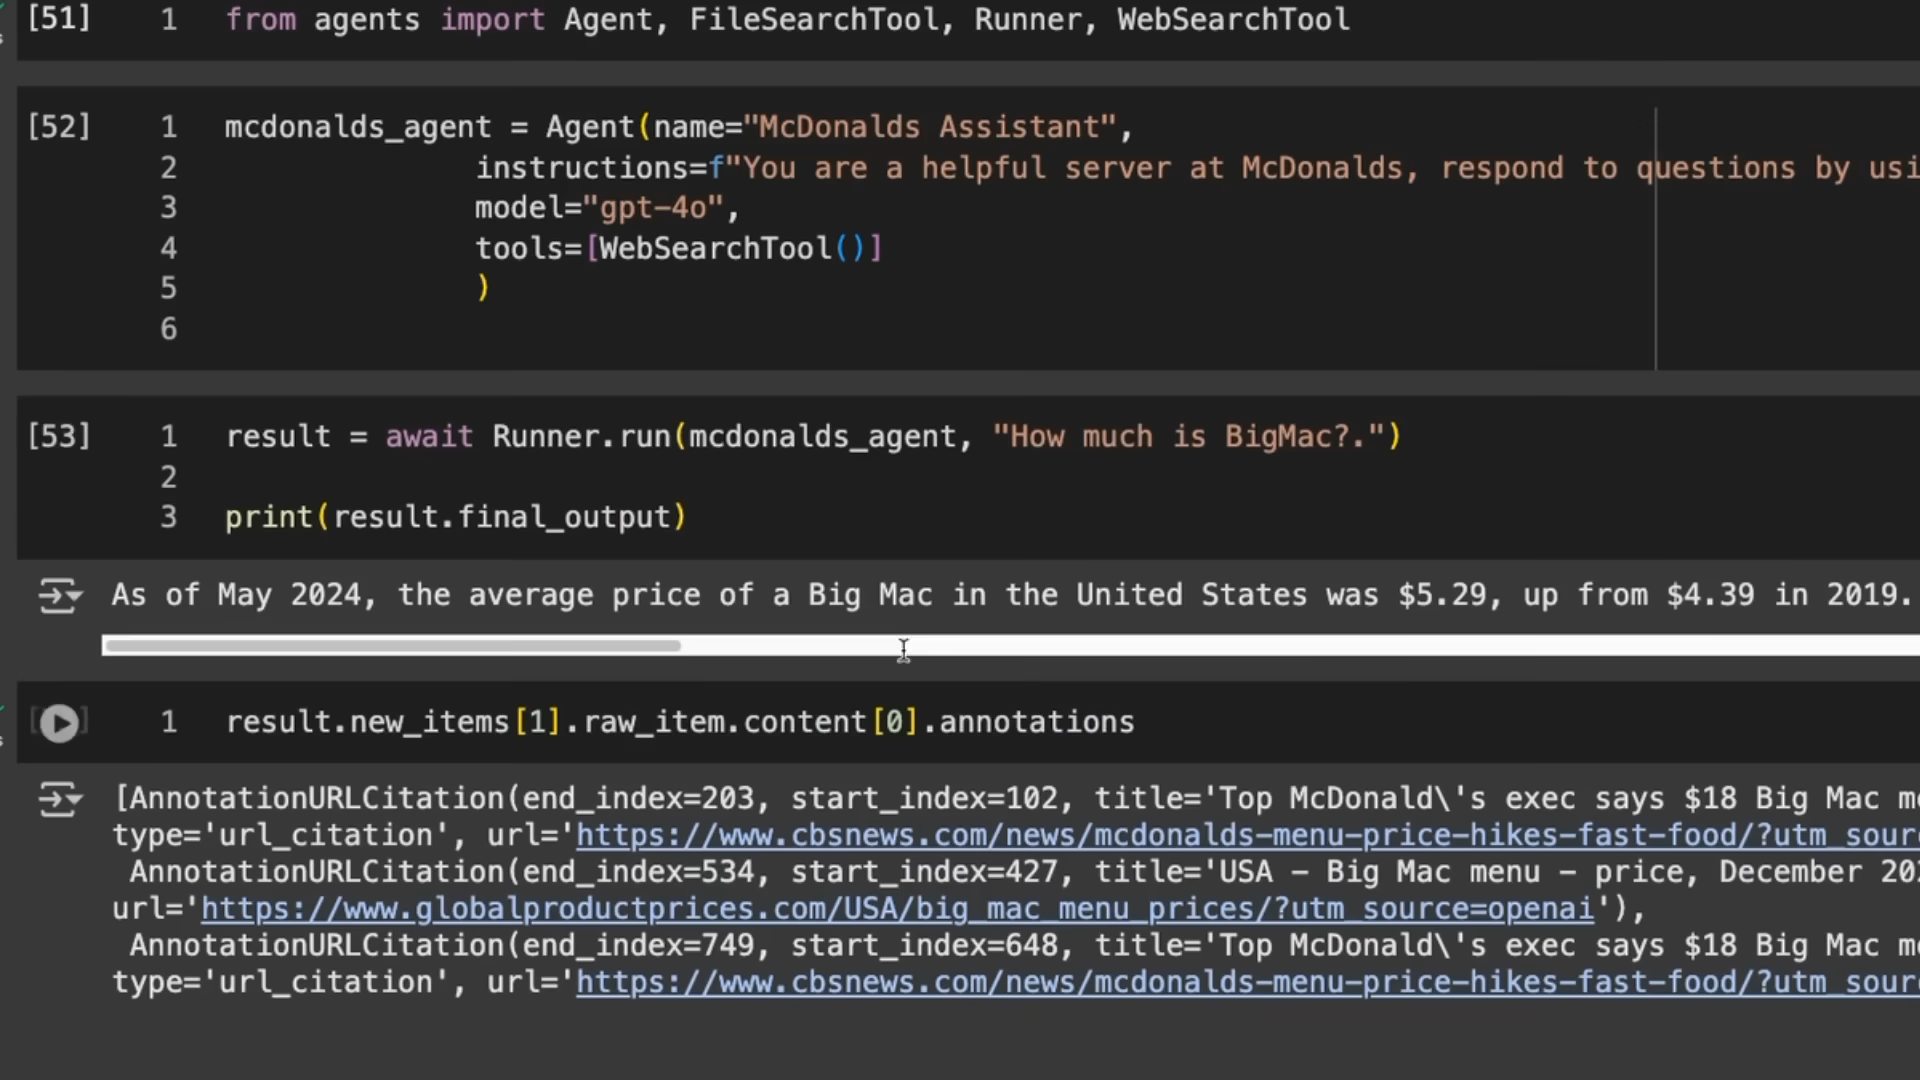 [51] 1 from agents import Agent, FileSearchTool, Runner, WebSearchTool
[52] 1 mcdonalds_agent = Agent(name="McDonalds Assistant",
2 instructions=f"You are a helpful server at McDonalds, respond to questions by usi
3 model="gpt-4o",
4 tools=[WebSearchTool()]
5 )
6
[53] 1 result = await Runner.run(mcdonalds_agent, "How much is BigMac?.")
2
3 print(result.final_output)
As of May 2024, the average price of a Big Mac in the United States was $5.29, up from $4.39 in 2019.
1 result.new_items[1].raw_item.content[0].annotations
[AnnotationURLCitation(end_index=203, start_index=102, title='Top McDonald\'s exec says $18 Big Mac m
type='url_citation', url='https://www.cbsnews.com/news/mcdonalds-menu-price-hikes-fast-food/?utm_sour
AnnotationURLCitation(end_index=534, start_index=427, title='USA - Big Mac menu - price, December 20
url='https://www.globalproductprices.com/USA/big_mac_menu_prices/?utm_source=openai'),
AnnotationURLCitation(end_index=749, start_index=648, title='Top McDonald\'s exec says $18 Big Mac m
type='url_citation', url='https://www.cbsnews.com/news/mcdonalds-menu-price-hikes-fast-food/?utm_sour